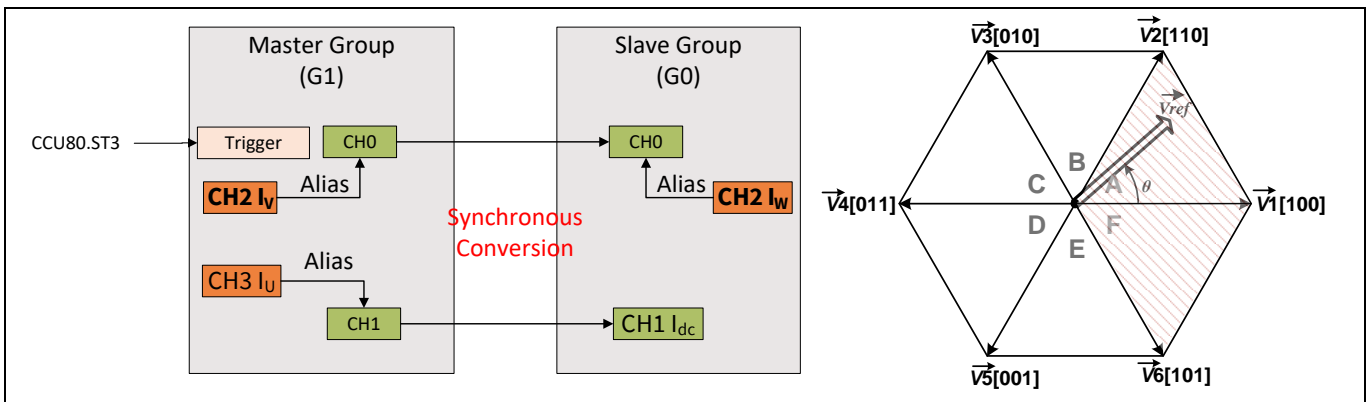 Master Group
(G1)
Slave Group
(G0)
CCU80.ST3
Trigger
CH0
CH0
Alias
Alias
CH2 IV
CH2 IW
Synchronous
Conversion
Alias
CH3 IU
CH1
CH1 Idc
V3[010]
V2[110]
Vref
B
C
A
θ
V4[011]
V1[100]
D
F
E
V5[001]
V6[101]